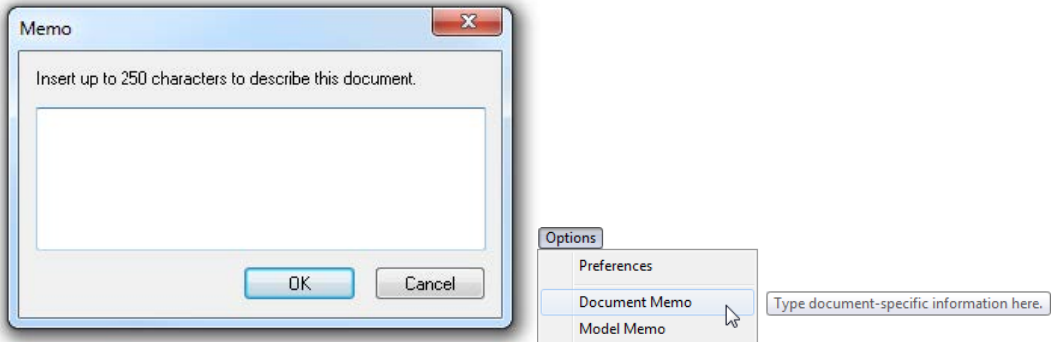 Memo
Insert up to 250 characters to describe this document.
OK Cancel
Options
Preferences
Document Memo
Type document-specific information here.
Model Memo